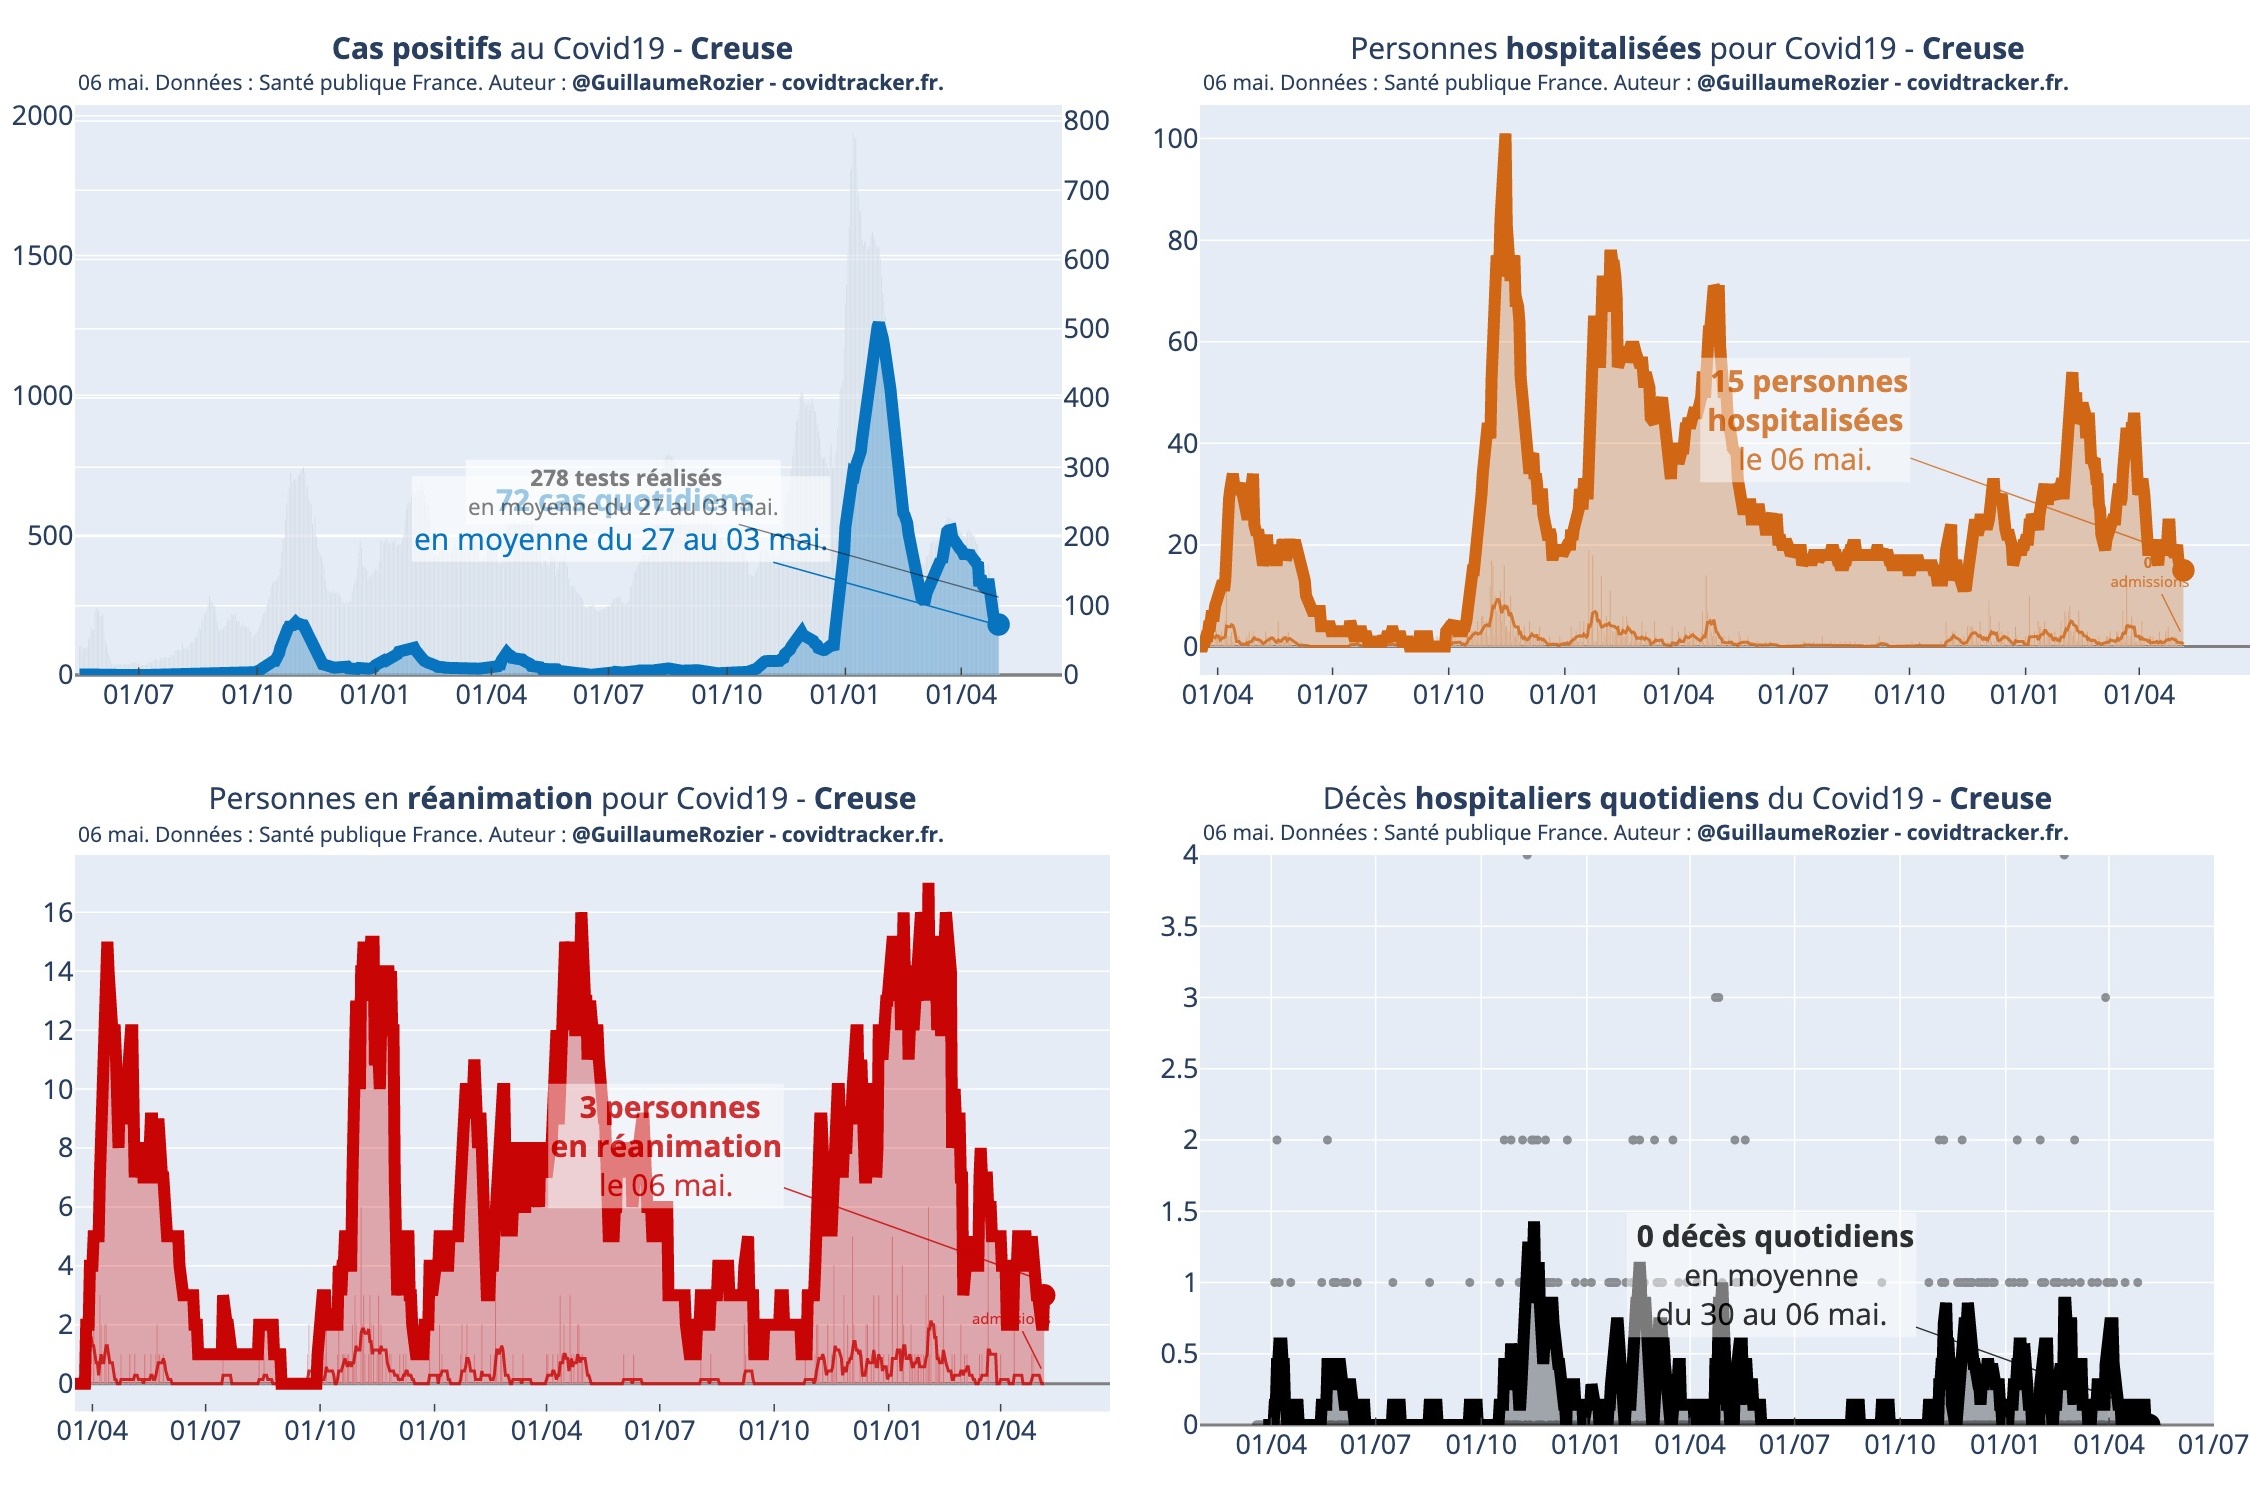 Cas positifs au Covid19 - Creuse
06 mai. Données : Santé publique France. Auteur : @GuillaumeRozier - covidtracker.fr.
2000
1500
1000
500
0
800
700
600
500
400
300
200
100
0
278 tests réalisés
en moyenne du 27 au 03 mai.
72 cas quotidiens
en moyenne du 27 au 03 mai.
01/07 01/10 01/01 01/04 01/07 01/10 01/01 01/04
Personnes hospitalisées pour Covid19 - Creuse
06 mai. Données : Santé publique France. Auteur : @GuillaumeRozier - covidtracker.fr.
100
80
60
40
20
0
15 personnes
hospitalisées
le 06 mai.
0
admissions
01/04 01/07 01/10 01/01 01/04 01/07 01/10 01/01 01/04
Personnes en réanimation pour Covid19 - Creuse
06 mai. Données : Santé publique France. Auteur : @GuillaumeRozier - covidtracker.fr.
16
14
12
10
8
6
4
2
0
3 personnes
en réanimation
le 06 mai.
admissions
01/04 01/07 01/10 01/01 01/04 01/07 01/10 01/01 01/04
Décès hospitaliers quotidiens du Covid19 - Creuse
06 mai. Données : Santé publique France. Auteur : @GuillaumeRozier - covidtracker.fr.
4
3.5
3
2.5
2
1.5
1
0.5
0
0 décès quotidiens
en moyenne
du 30 au 06 mai.
01/04 01/07 01/10 01/01 01/04 01/07 01/10 01/01 01/04 01/07